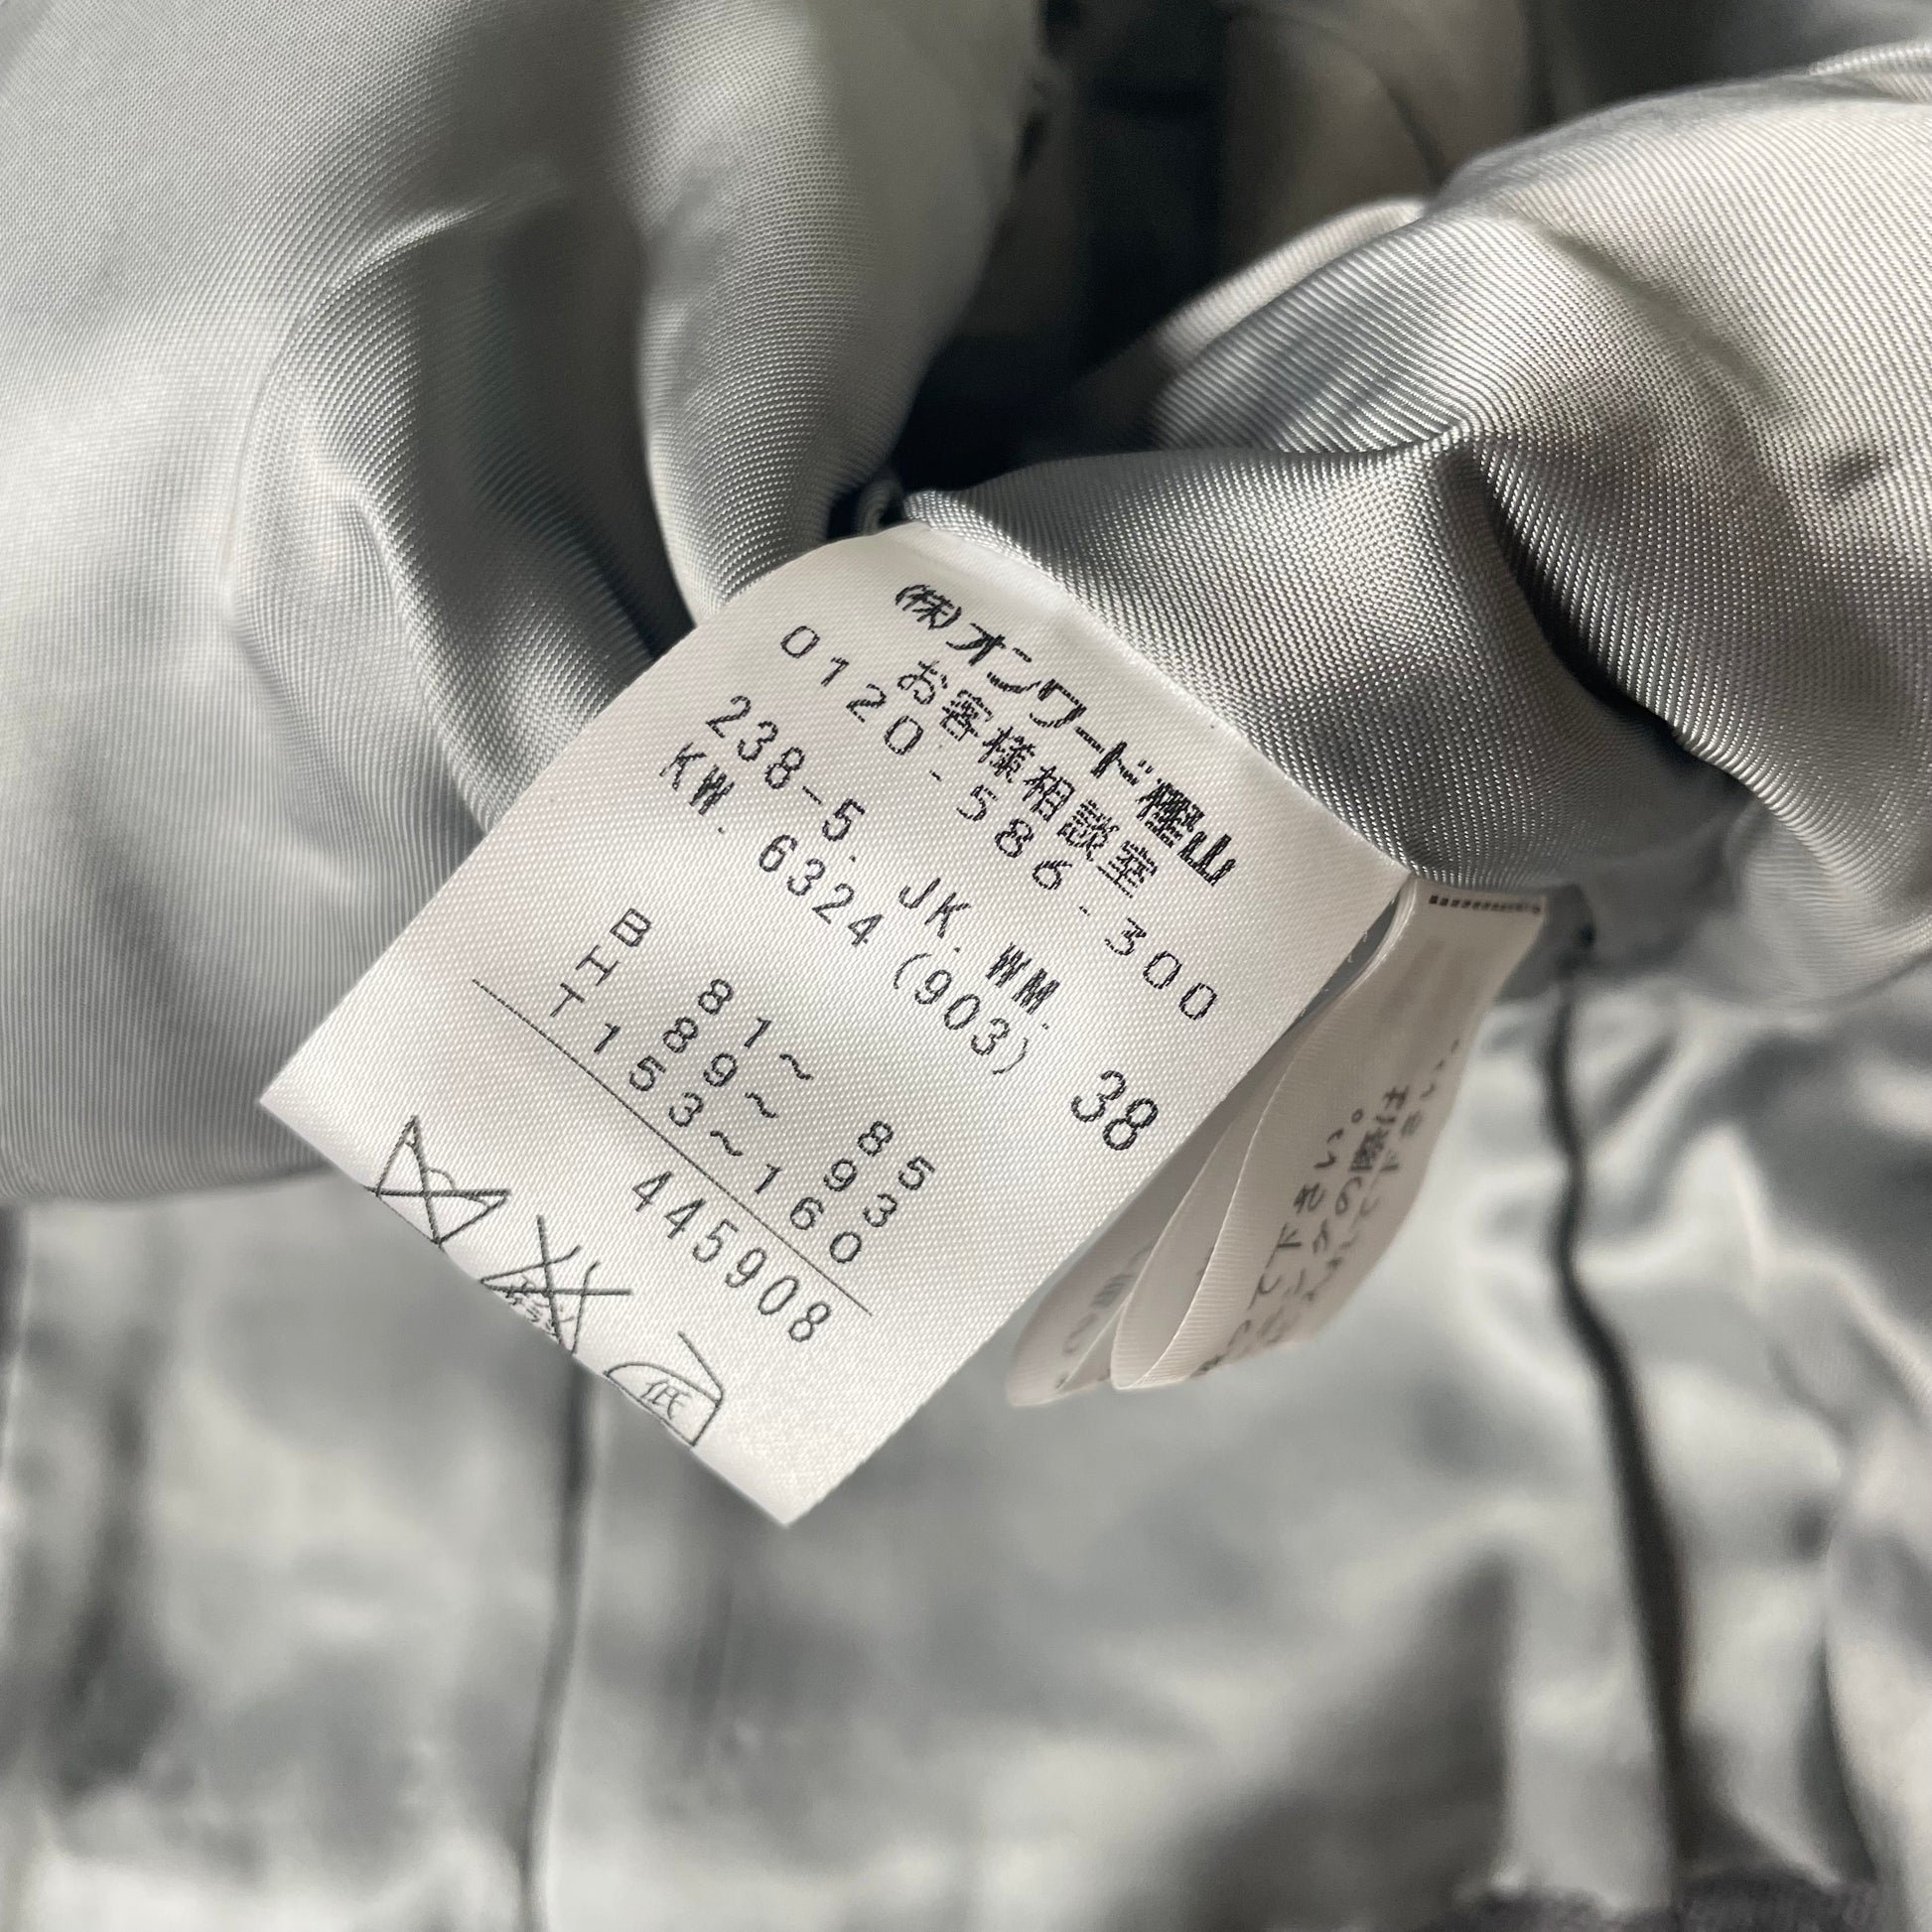 ㈱オンワード樫山
お客様相談室
0120-586-300
238-5. JK. WM.
KW. 6324 (903) 38
B 81～ 85
H 89～ 93
T 153～160
445908
低